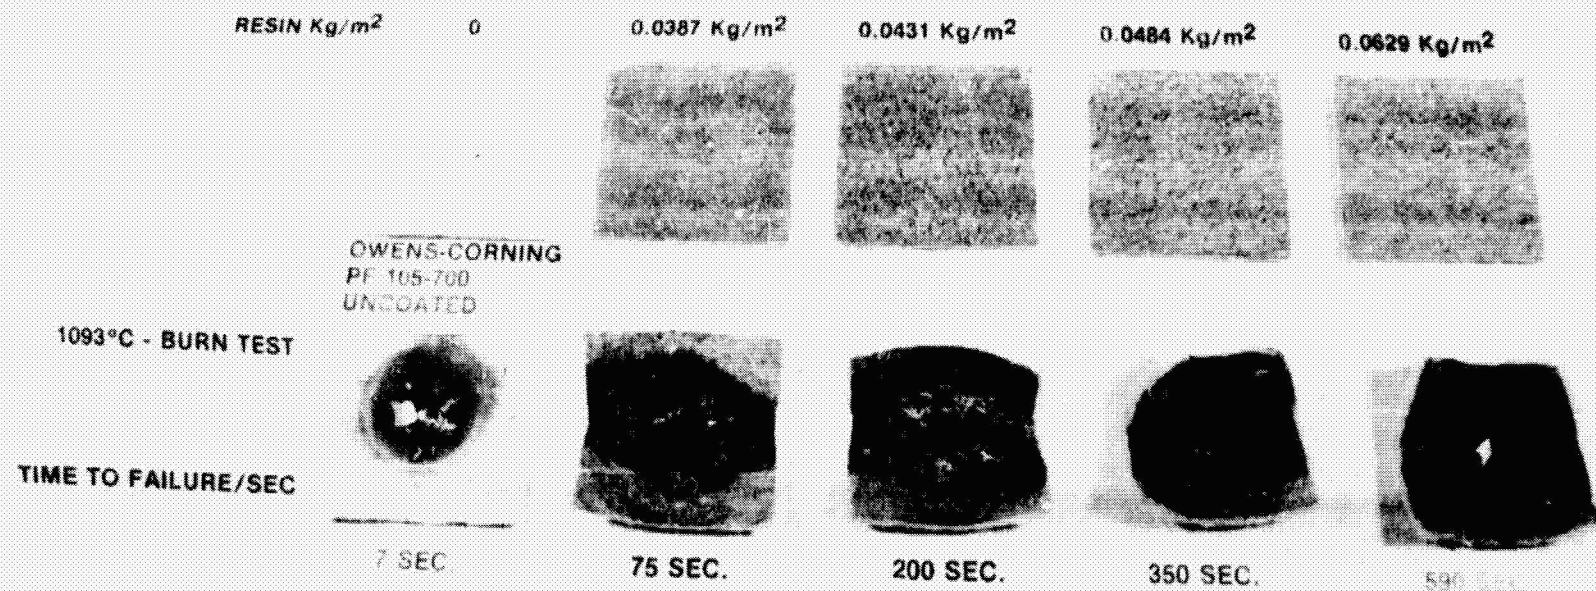 RESIN Kg/m² 0 0.0387 Kg/m² 0.0431 Kg/m² 0.0484 Kg/m² 0.0629 Kg/m²
OWENS-CORNING
PF 105-700
UNCOATED
1093°C - BURN TEST
TIME TO FAILURE/SEC
7 SEC. 75 SEC. 200 SEC. 350 SEC. 590 SEC.